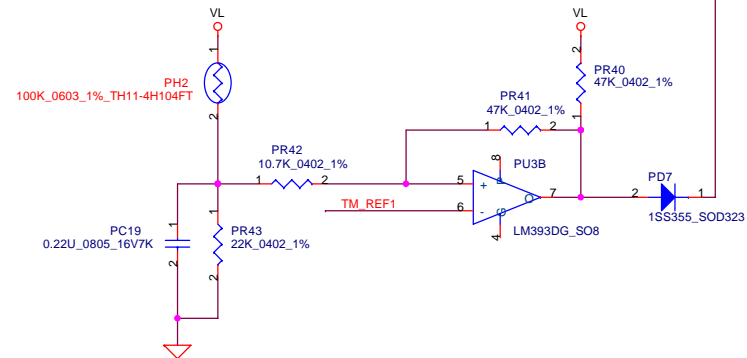 VL
VL
1
PH2
100K_0603_1%_TH11-4H104FT
2
2
PR40
47K_0402_1%
1
PR41
47K_0402_1%
1
2
PR42
10.7K_0402_1%
1
2
8
PU3B
P
5
+
O
7
TM_REF1
6
-
G
4
LM393DG_SO8
PD7
2
1
1SS355_SOD323
1
PC19
0.22U_0805_16V7K
2
1
PR43
22K_0402_1%
2